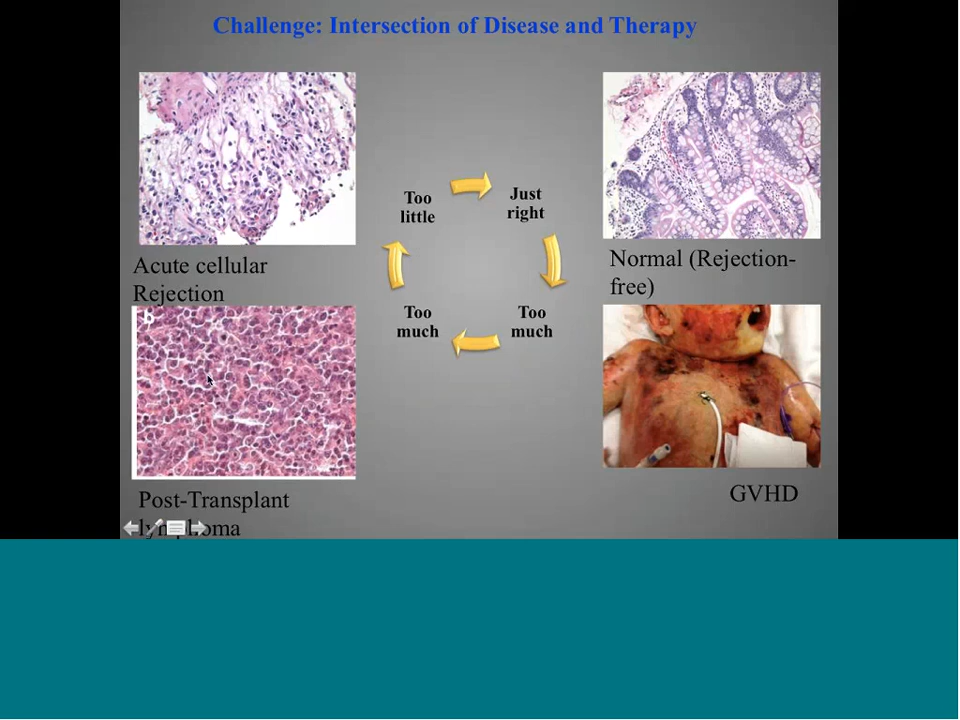 Challenge: Intersection of Disease and Therapy
Too
little
Just
right
Acute cellular
Rejection
Normal (Rejection-
free)
Too
much
Too
much
b
Post-Transplant
lymphoma
GVHD